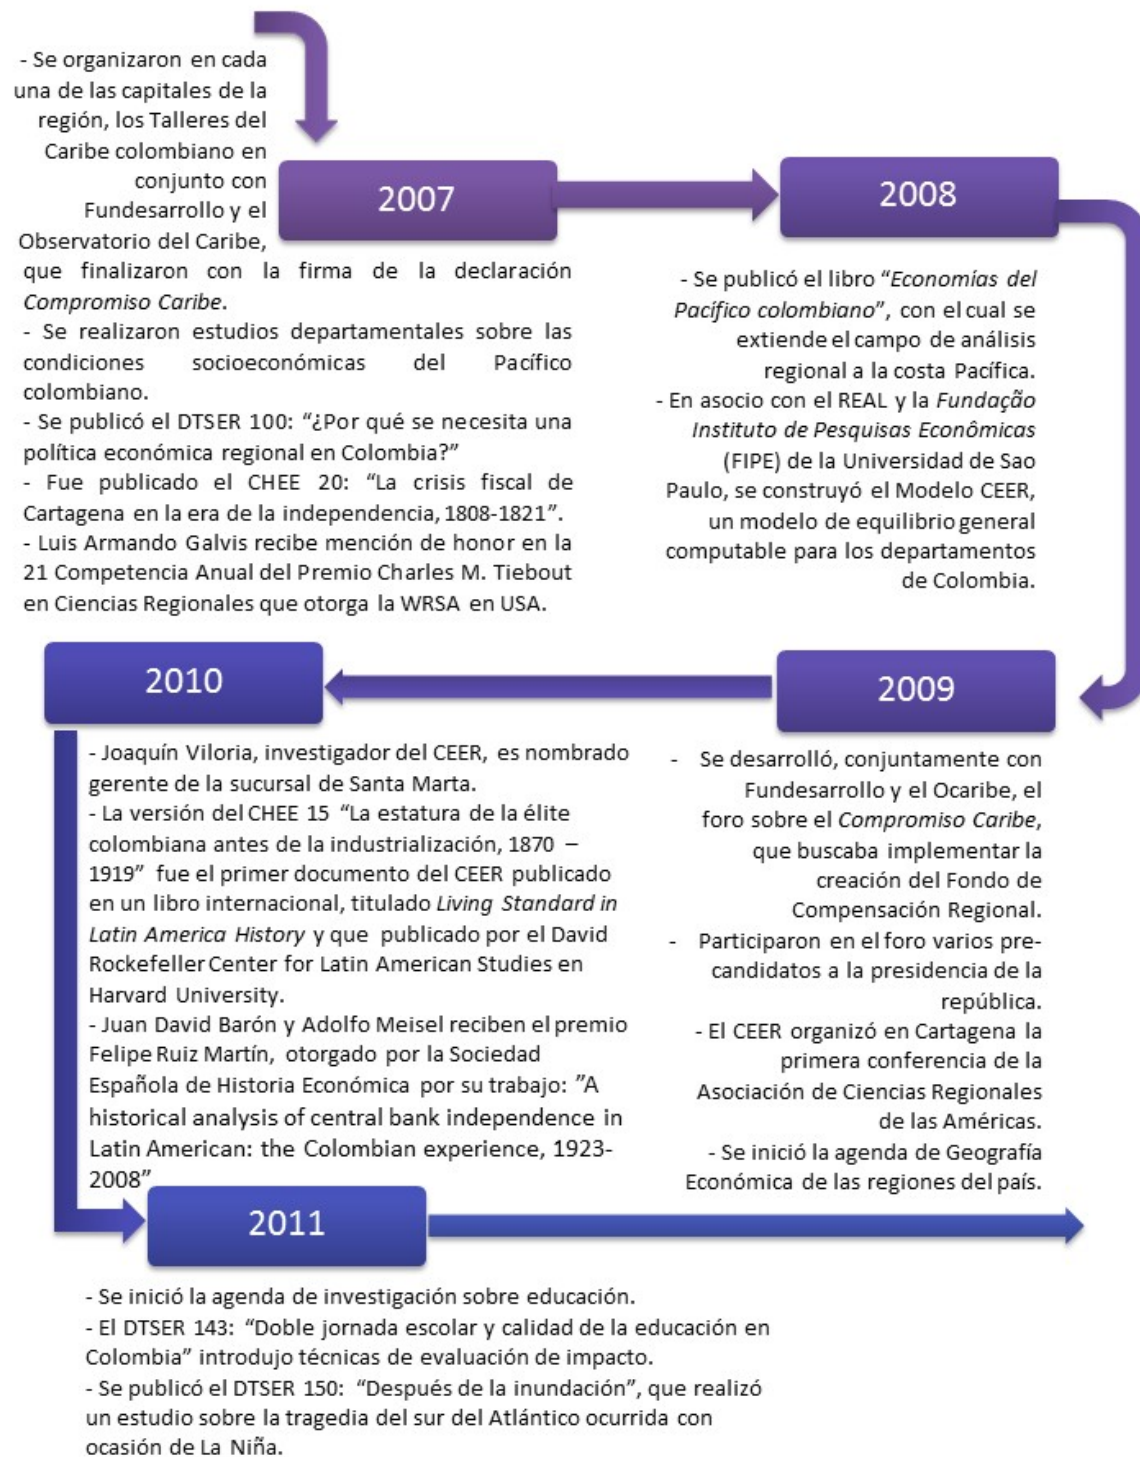 - Se organizaron en cada
una de las capitales de la
región, los Talleres del
Caribe colombiano en
conjunto con
Fundesarrollo y el
Observatorio del Caribe,
que finalizaron con la firma de la declaración
Compromiso Caribe.
- Se realizaron estudios departamentales sobre las
condiciones socioeconómicas del Pacífico
colombiano.
- Se publicó el DTSER 100: “¿Por qué se necesita una
política económica regional en Colombia?”
- Fue publicado el CHEE 20: “La crisis fiscal de
Cartagena en la era de la independencia, 1808-1821”.
- Luis Armando Galvis recibe mención de honor en la
21 Competencia Anual del Premio Charles M. Tiebout
en Ciencias Regionales que otorga la WRSA en USA.
2007
2008
- Se publicó el libro “Economías del
Pacífico colombiano”, con el cual se
extiende el campo de análisis
regional a la costa Pacífica.
- En asocio con el REAL y la Fundação
Instituto de Pesquisas Econômicas
(FIPE) de la Universidad de Sao
Paulo, se construyó el Modelo CEER,
un modelo de equilibrio general
computable para los departamentos
de Colombia.
2009
- Se desarrolló, conjuntamente con
Fundesarrollo y el Ocaribe, el
foro sobre el Compromiso Caribe,
que buscaba implementar la
creación del Fondo de
Compensación Regional.
- Participaron en el foro varios pre-
candidatos a la presidencia de la
república.
- El CEER organizó en Cartagena la
primera conferencia de la
Asociación de Ciencias Regionales
de las Américas.
- Se inició la agenda de Geografía
Económica de las regiones del país.
2010
- Joaquín Viloria, investigador del CEER, es nombrado
gerente de la sucursal de Santa Marta.
- La versión del CHEE 15 “La estatura de la élite
colombiana antes de la industrialización, 1870 –
1919” fue el primer documento del CEER publicado
en un libro internacional, titulado Living Standard in
Latin America History y que publicado por el David
Rockefeller Center for Latin American Studies en
Harvard University.
- Juan David Barón y Adolfo Meisel reciben el premio
Felipe Ruiz Martín, otorgado por la Sociedad
Española de Historia Económica por su trabajo: ”A
historical analysis of central bank independence in
Latin American: the Colombian experience, 1923-
2008”
2011
- Se inició la agenda de investigación sobre educación.
- El DTSER 143: “Doble jornada escolar y calidad de la educación en
Colombia” introdujo técnicas de evaluación de impacto.
- Se publicó el DTSER 150: “Después de la inundación”, que realizó
un estudio sobre la tragedia del sur del Atlántico ocurrida con
ocasión de La Niña.